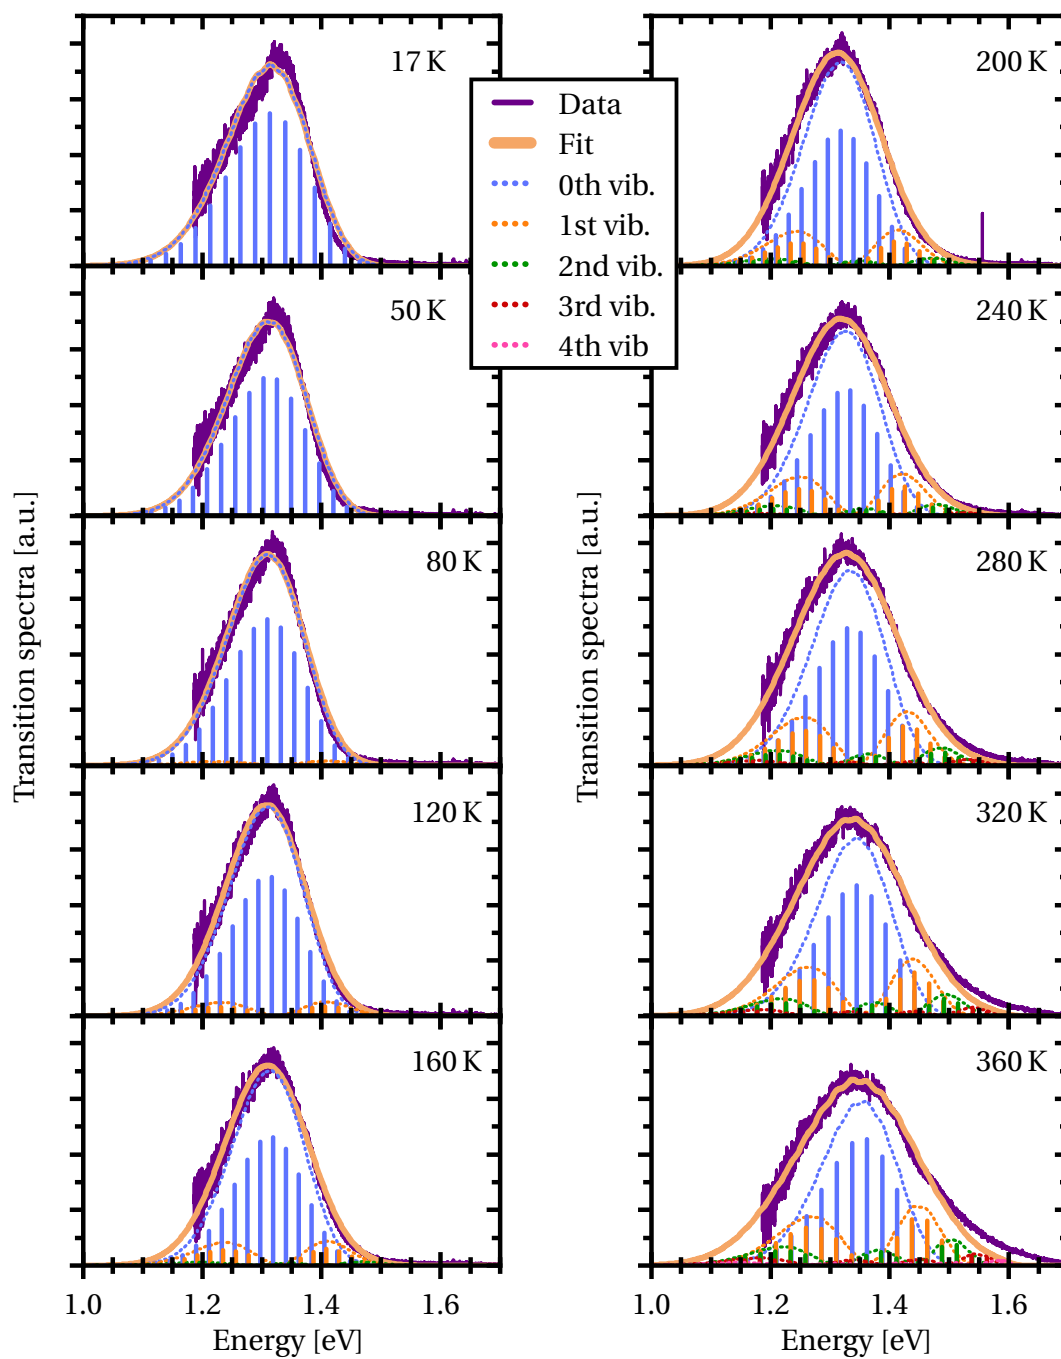 17 K
200 K
Data
Fit
0th vib.
1st vib.
2nd vib.
3rd vib.
4th vib
50 K
240 K
80 K
280 K
120 K
320 K
160 K
360 K
Transition spectra [a.u.]
Transition spectra [a.u.]
1.0 1.2 1.4 1.6
1.0 1.2 1.4 1.6
Energy [eV]
Energy [eV]